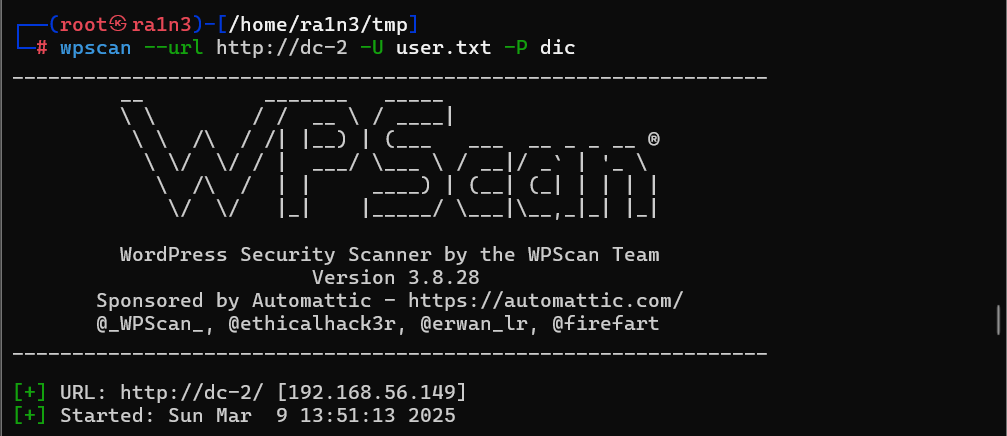 ┌──(root㉿ra1n3)-[/home/ra1n3/tmp]
└─# wpscan --url http://dc-2 -U user.txt -P dic
_______________________________________________________________
         __          _______   _____
         \ \        / /  __ \ / ____|
          \ \  /\  / /| |__) | (___   ___  __ _ _ __ ®
           \ \/  \/ / |  ___/ \___ \ / __|/ _` | '_ \
            \  /\  /  | |     ____) | (__| (_| | | | |
             \/  \/   |_|    |_____/ \___|\__,_|_| |_|

         WordPress Security Scanner by the WPScan Team
                         Version 3.8.28
       Sponsored by Automattic - https://automattic.com/
       @_WPScan_, @ethicalhack3r, @erwan_lr, @firefart
_______________________________________________________________

[+] URL: http://dc-2/ [192.168.56.149]
[+] Started: Sun Mar  9 13:51:13 2025